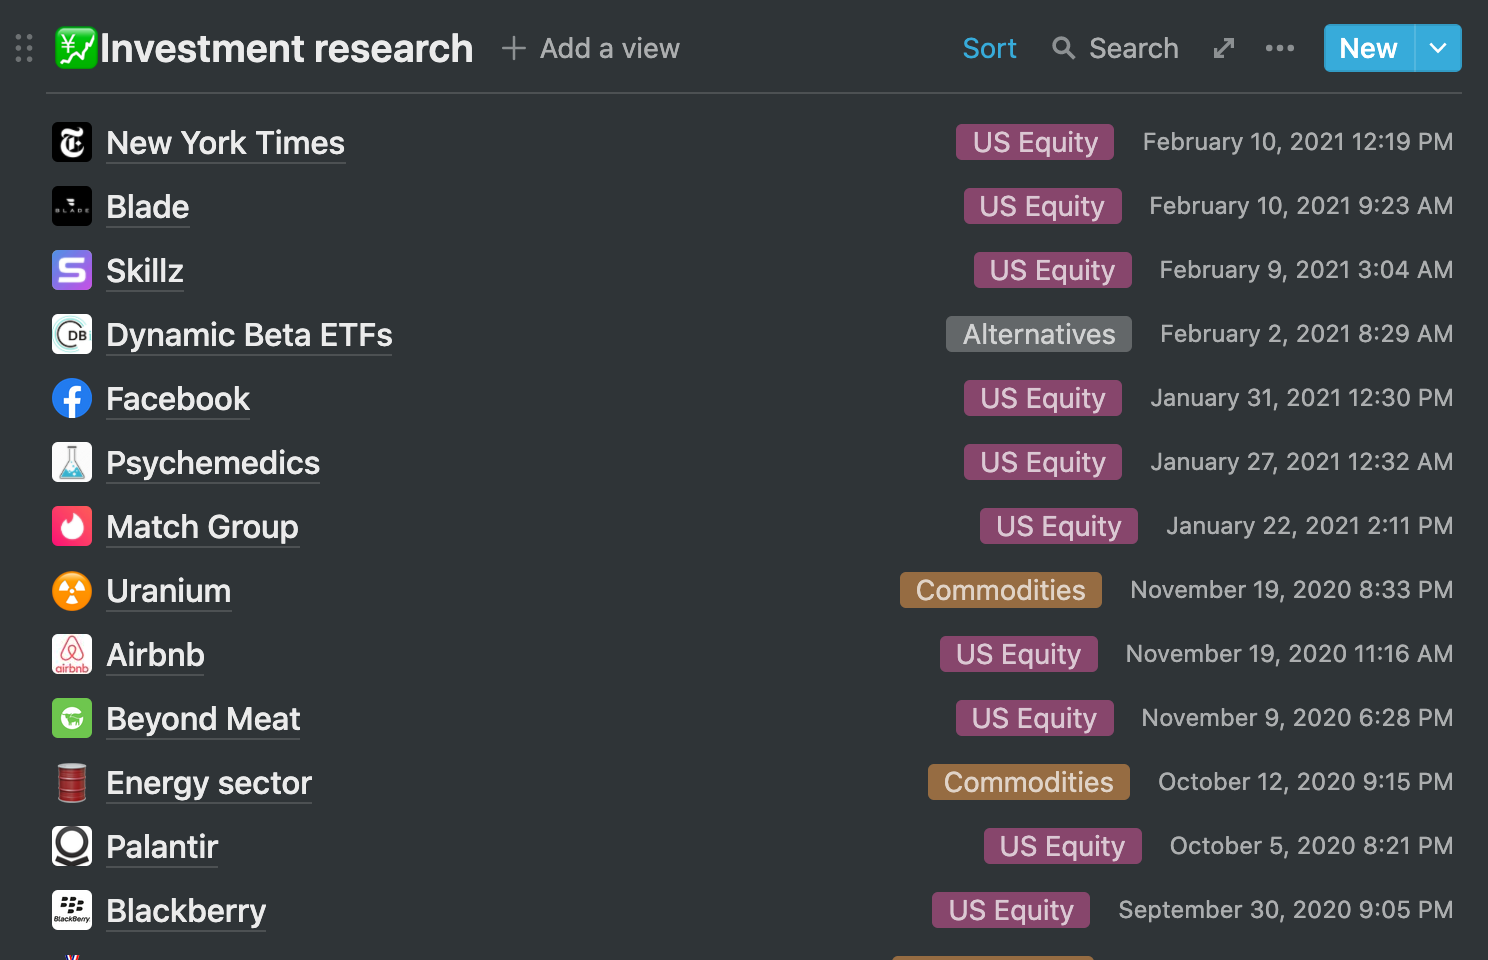 Investment research + Add a view Sort Search New
New York Times US Equity February 10, 2021 12:19 PM
BLADE Blade US Equity February 10, 2021 9:23 AM
S Skillz US Equity February 9, 2021 3:04 AM
DB Dynamic Beta ETFs Alternatives February 2, 2021 8:29 AM
Facebook US Equity January 31, 2021 12:30 PM
Psychemedics US Equity January 27, 2021 12:32 AM
Match Group US Equity January 22, 2021 2:11 PM
Uranium Commodities November 19, 2020 8:33 PM
airbnb Airbnb US Equity November 19, 2020 11:16 AM
Beyond Meat US Equity November 9, 2020 6:28 PM
Energy sector Commodities October 12, 2020 9:15 PM
Palantir US Equity October 5, 2020 8:21 PM
BlackBerry Blackberry US Equity September 30, 2020 9:05 PM